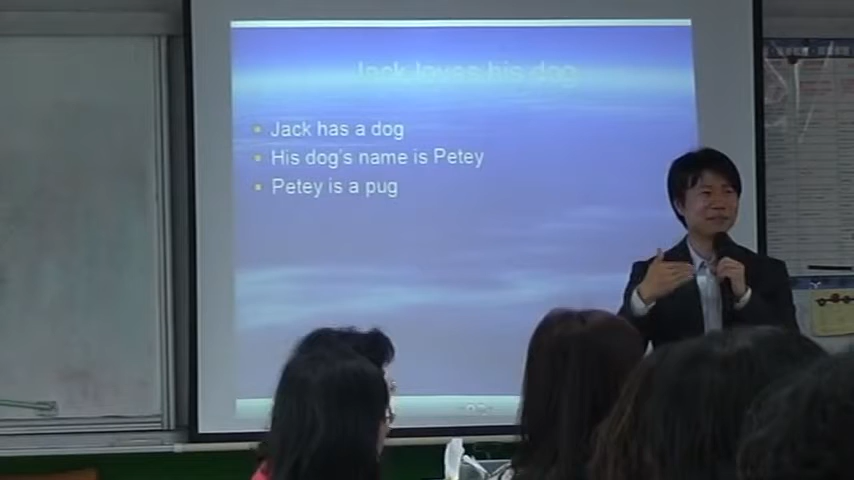 Jack loves his dog
Jack has a dog
His dog's name is Petey
Petey is a pug